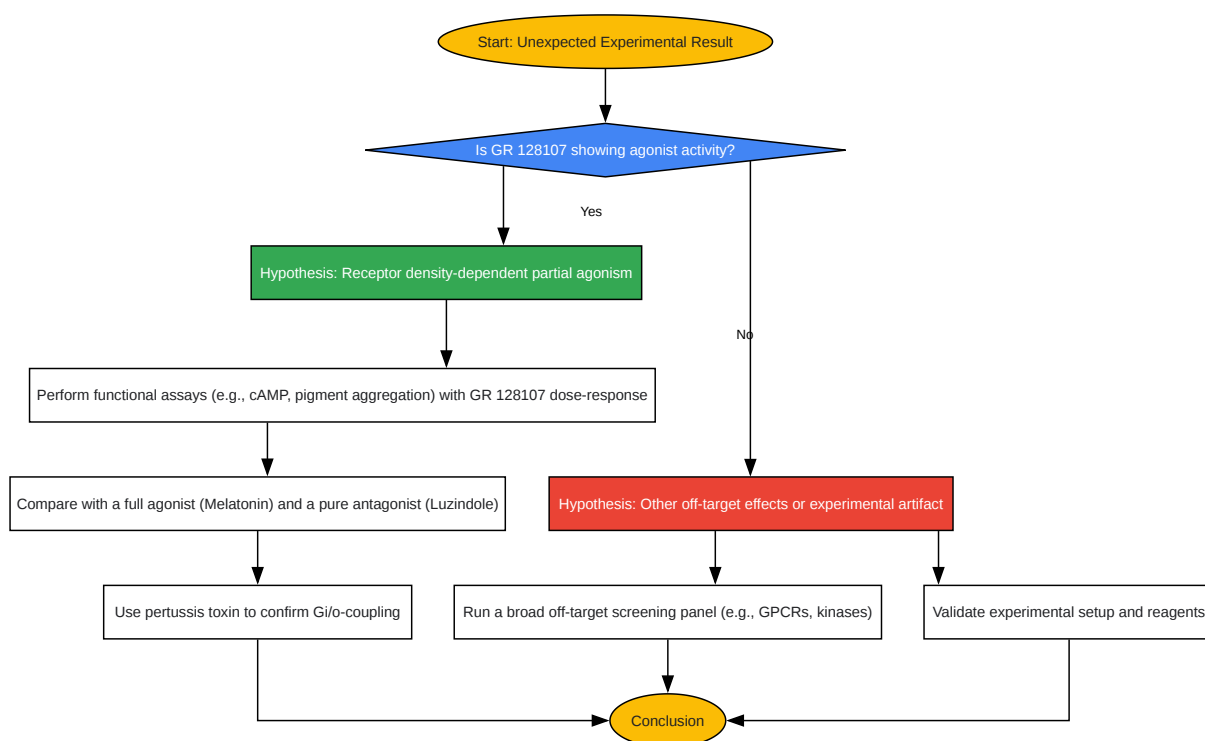 Start: Unexpected Experimental Result
Is GR 128107 showing agonist activity?
Yes
Hypothesis: Receptor density-dependent partial agonism
No
Perform functional assays (e.g., cAMP, pigment aggregation) with GR 128107 dose-response
Compare with a full agonist (Melatonin) and a pure antagonist (Luzindole)
Hypothesis: Other off-target effects or experimental artifact
Use pertussis toxin to confirm Gi/o-coupling
Run a broad off-target screening panel (e.g., GPCRs, kinases)
Validate experimental setup and reagents
Conclusion